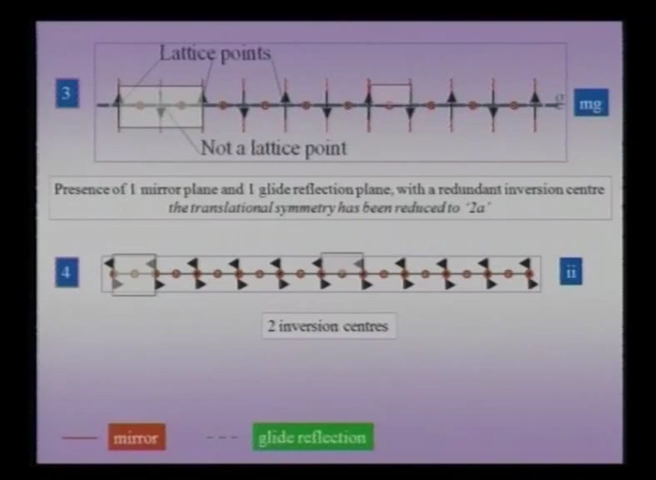 Lattice points
3
g
mg
Not a lattice point
Presence of 1 mirror plane and 1 glide reflection plane, with a redundant inversion centre
the translational symmetry has been reduced to '2a'
4
ii
2 inversion centres
mirror
glide reflection